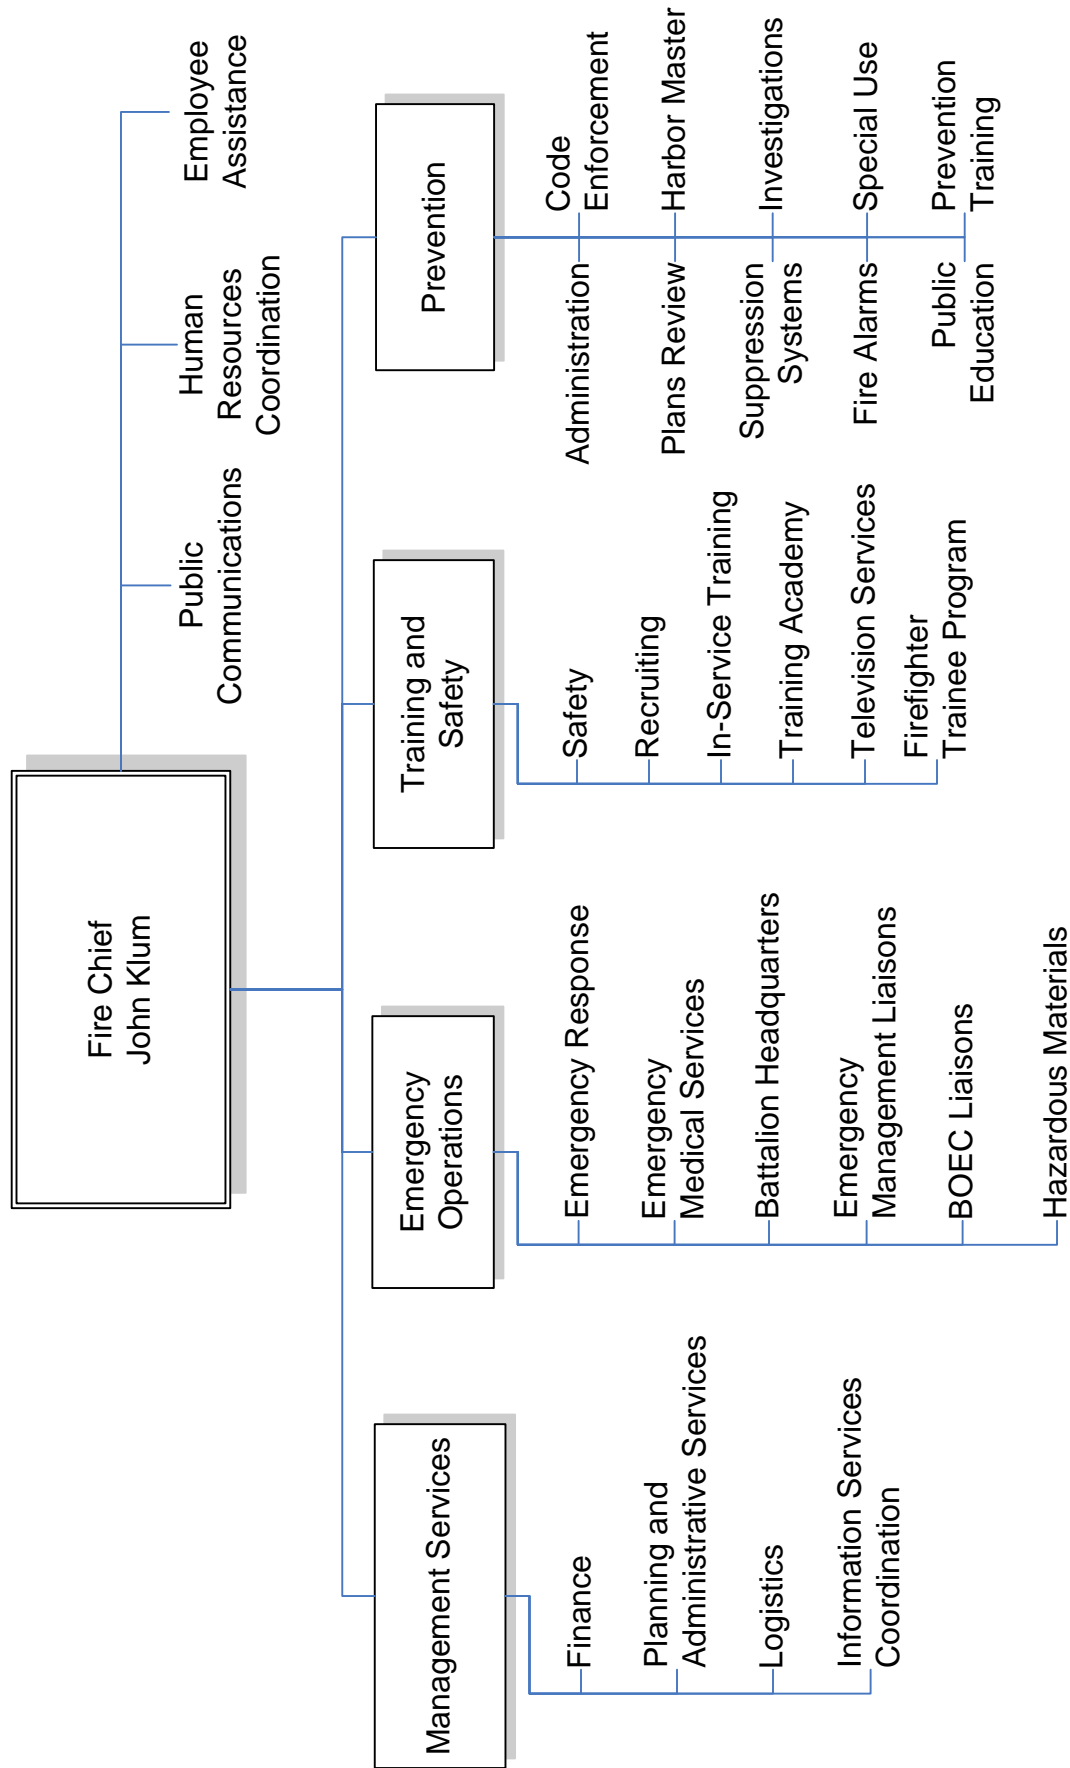 Fire Chief
John Klum
Public
Communications
Human
Resources
Coordination
Employee
Assistance
Management Services
Finance
Planning and
Administrative Services
Logistics
Information Services
Coordination
Emergency
Operations
Emergency Response
Emergency
Medical Services
Battalion Headquarters
Emergency
Management Liaisons
BOEC Liaisons
Hazardous Materials
Training and
Safety
Safety
Recruiting
In-Service Training
Training Academy
Television Services
Firefighter
Trainee Program
Prevention
Administration
Code
Enforcement
Plans Review
Harbor Master
Suppression
Systems
Investigations
Fire Alarms
Special Use
Public
Education
Prevention
Training